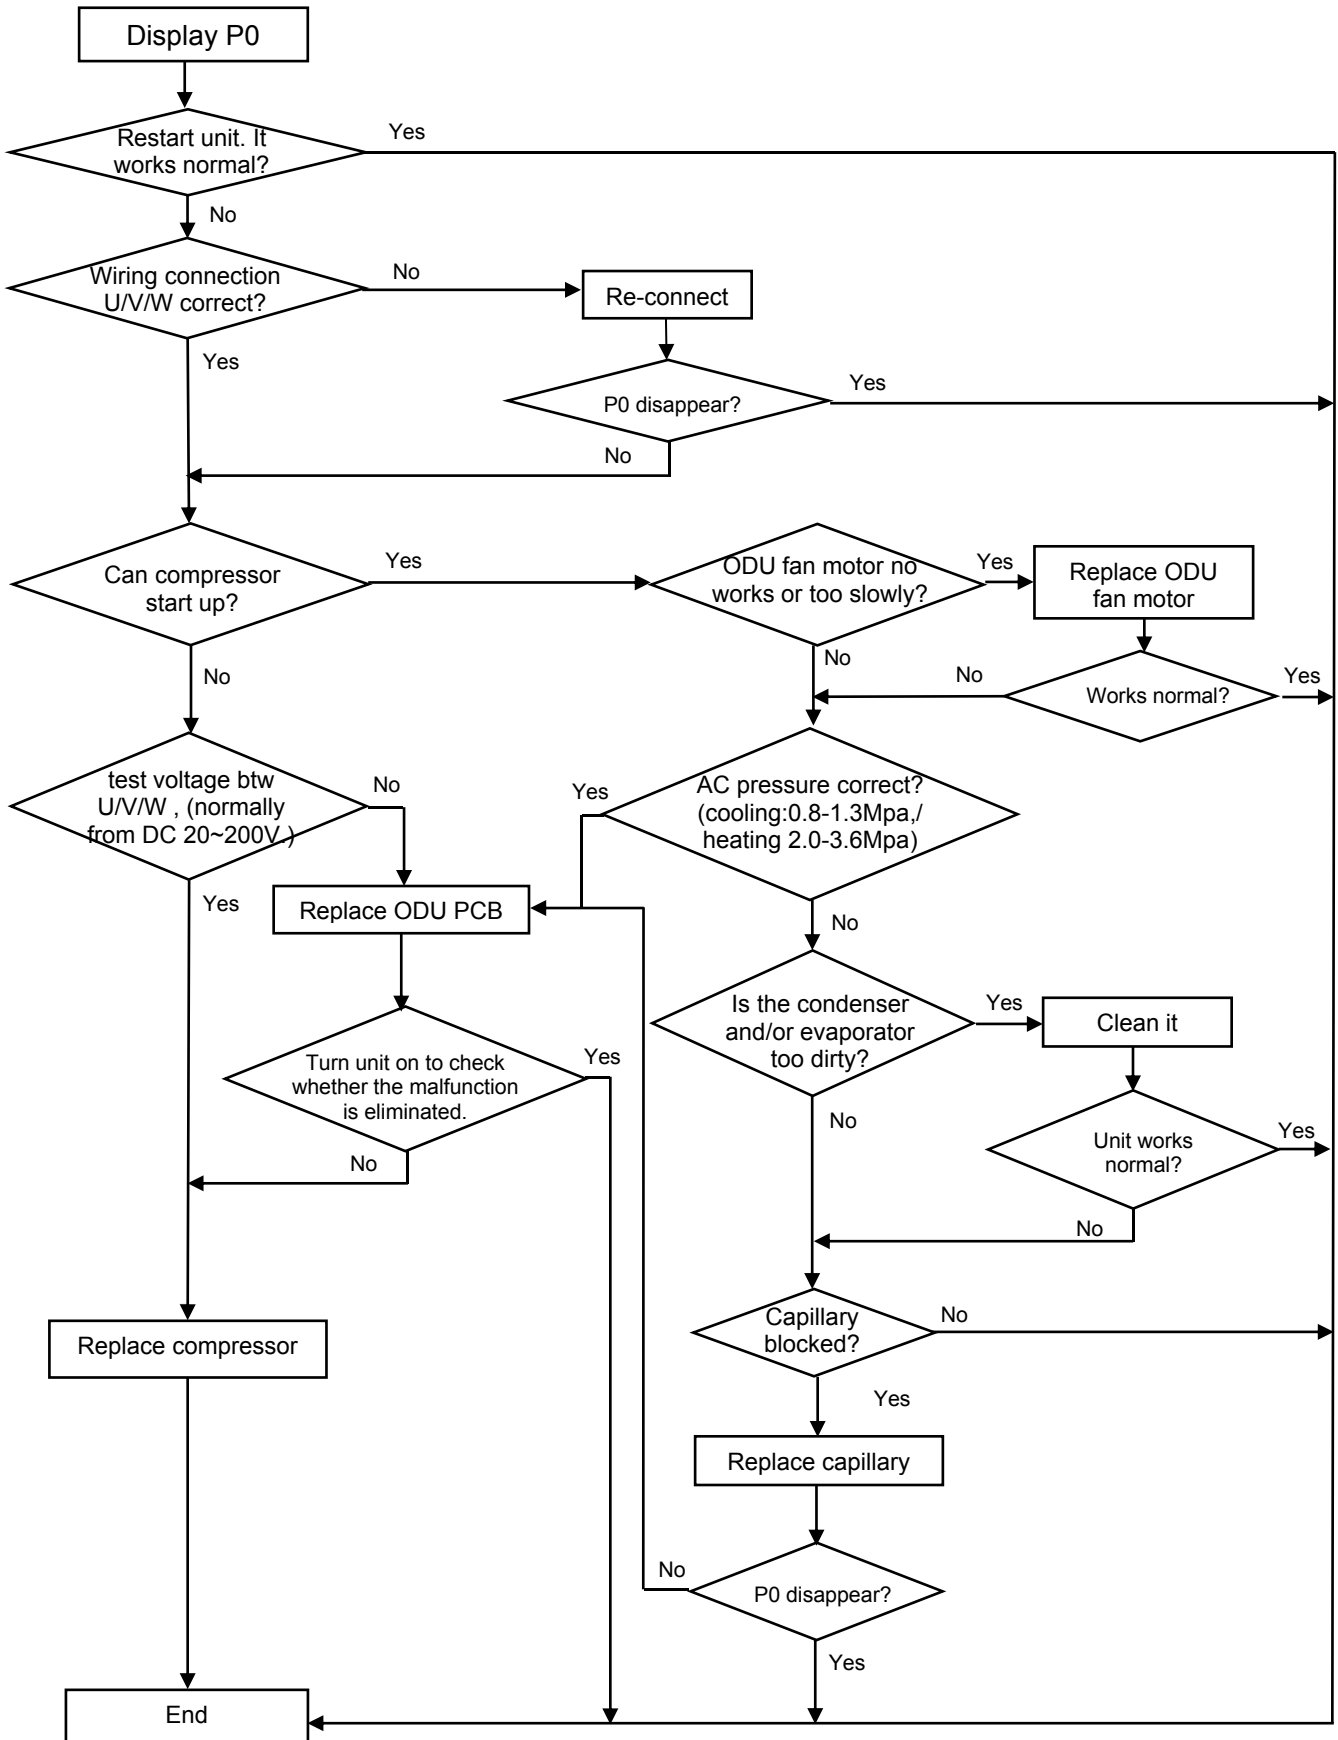 Display P0
Restart unit. It
works normal?
Yes
No
Wiring connection
U/V/W correct?
No
Re-connect
Yes
P0 disappear?
Yes
No
Can compressor
start up?
Yes
ODU fan motor no
works or too slowly?
Yes
Replace ODU
fan motor
No
No
No
Works normal?
Yes
test voltage btw
U/V/W , (normally
from DC 20~200V.)
No
Yes
AC pressure correct?
(cooling:0.8-1.3Mpa,/
heating 2.0-3.6Mpa)
Yes
Replace ODU PCB
No
Is the condenser
and/or evaporator
too dirty?
Yes
Clean it
Turn unit on to check
whether the malfunction
is eliminated.
Yes
No
Unit works
normal?
Yes
No
No
Capillary
blocked?
No
Replace compressor
Yes
Replace capillary
No
P0 disappear?
Yes
End